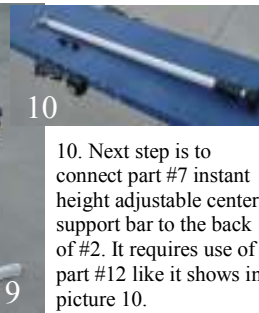 10
10. Next step is to
connect part #7 instant
height adjustable center
support bar to the back
of #2. It requires use of
part #12 like it shows in
picture 10.
9